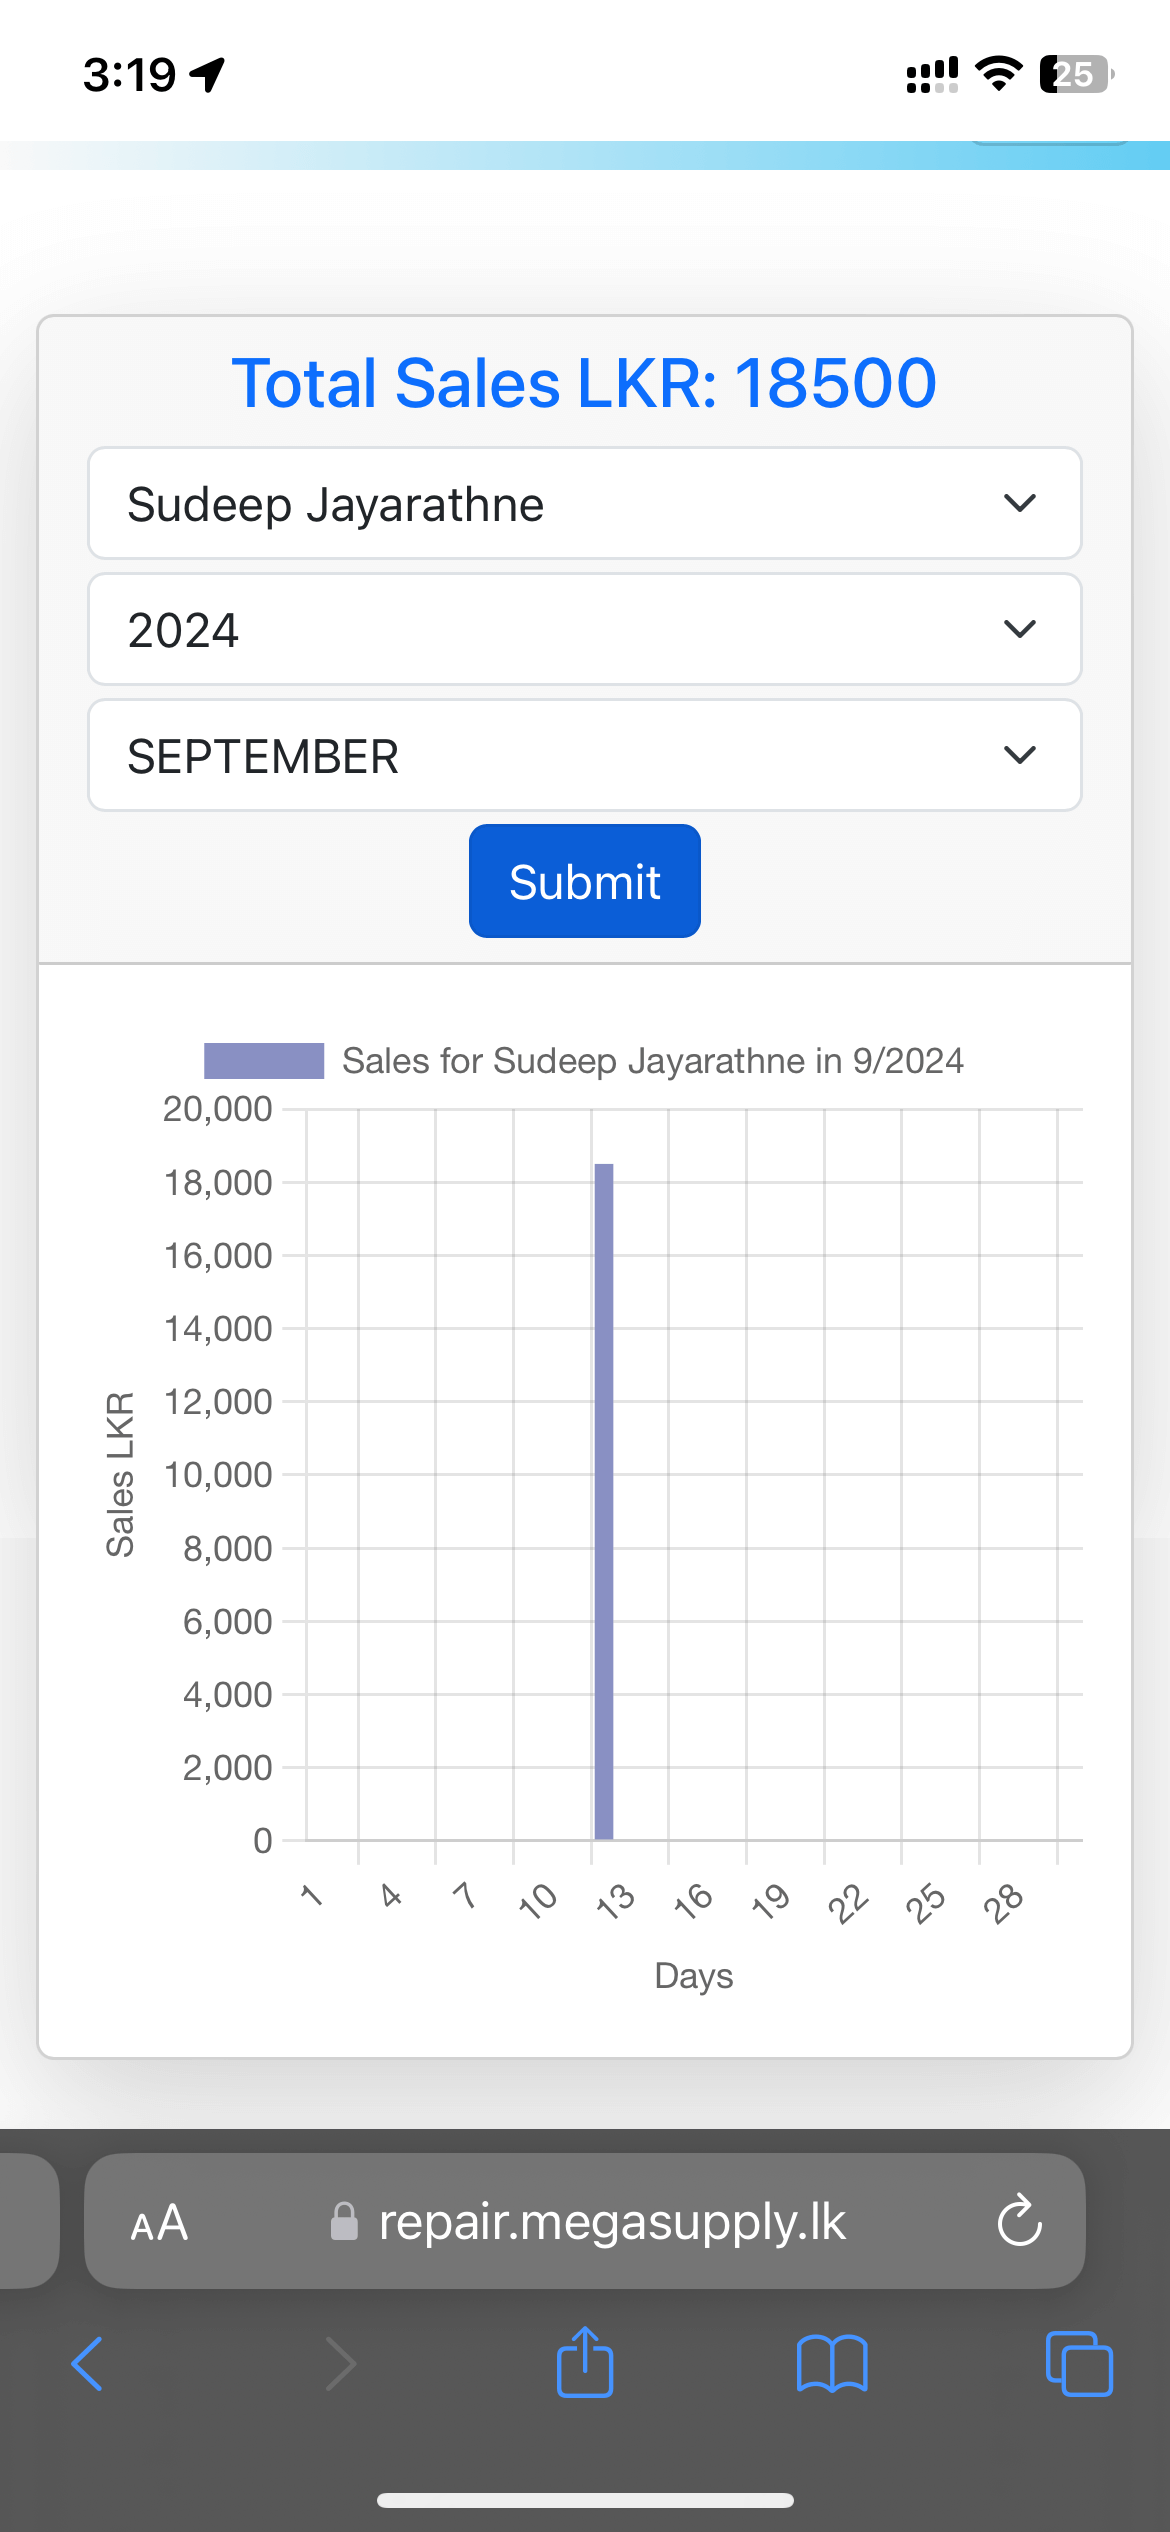 3:19
25
Total Sales LKR: 18500
Sudeep Jayarathne
2024
SEPTEMBER
Submit
Sales for Sudeep Jayarathne in 9/2024
20,000
18,000
16,000
14,000
12,000
10,000
8,000
6,000
4,000
2,000
0
Sales LKR
1 4 7 10 13 16 19 22 25 28
Days
AA repair.megasupply.lk